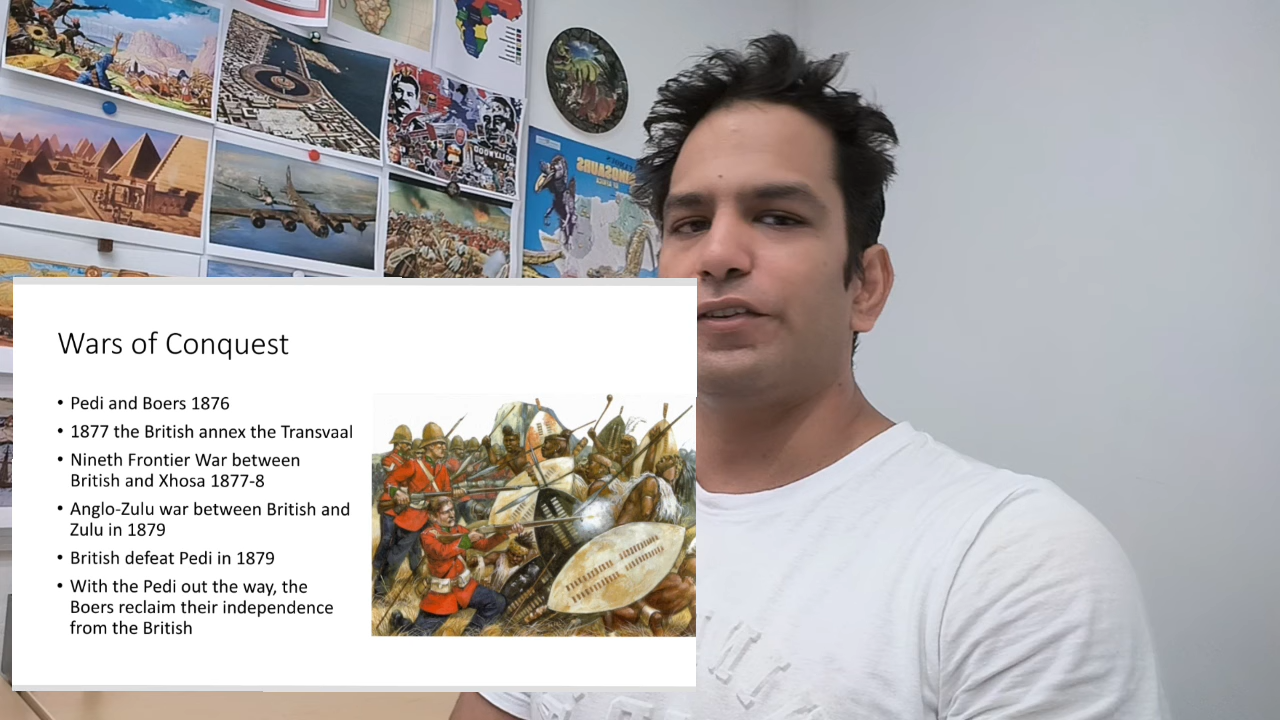 DINOSAURS
Wars of Conquest
• Pedi and Boers 1876
• 1877 the British annex the Transvaal
• Nineth Frontier War between
British and Xhosa 1877-8
• Anglo-Zulu war between British and
Zulu in 1879
• British defeat Pedi in 1879
• With the Pedi out the way, the
Boers reclaim their independence
from the British